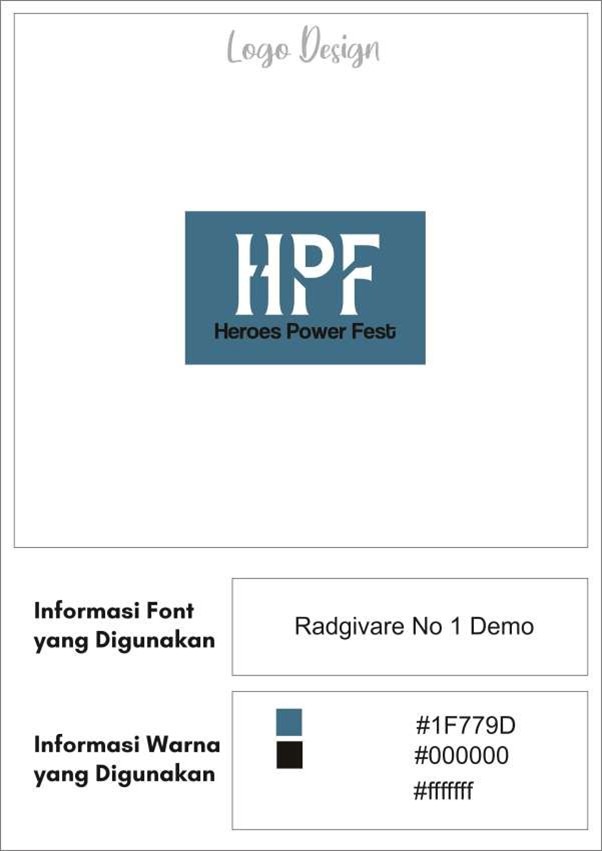 Logo Design
HPF
Heroes Power Fest
Informasi Font
yang Digunakan
Radgivare No 1 Demo
Informasi Warna
yang Digunakan
#1F779D
#000000
#fffffff